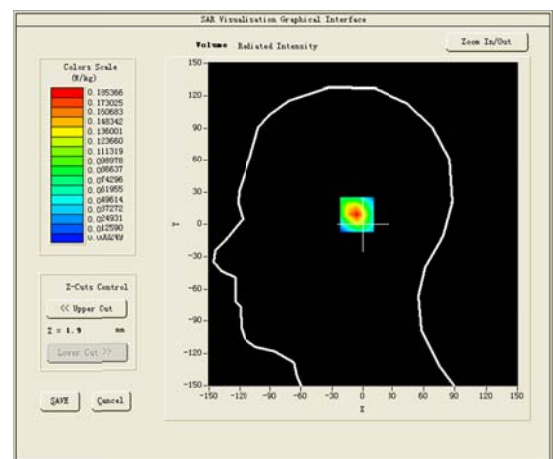 SAR Visualisation Graphical Interface
Volume Radiated Intensity
Zoom In/Out
Colors Scale
(W/kg)
0.185366
0.173025
0.160683
0.148342
0.136001
0.123660
0.111319
0.098978
0.086637
0.074296
0.061955
0.049614
0.037272
0.024931
0.012590
Z-Cuts Control
<< Upper Cut
Z = 1.9 mm
Lower Cut >>
SAVE
Cancel
150
120
90
60
30
Y
0
-30
-60
-90
-120
-150
-150 -120 -90 -60 -30 0 30 60 90 120 150
X